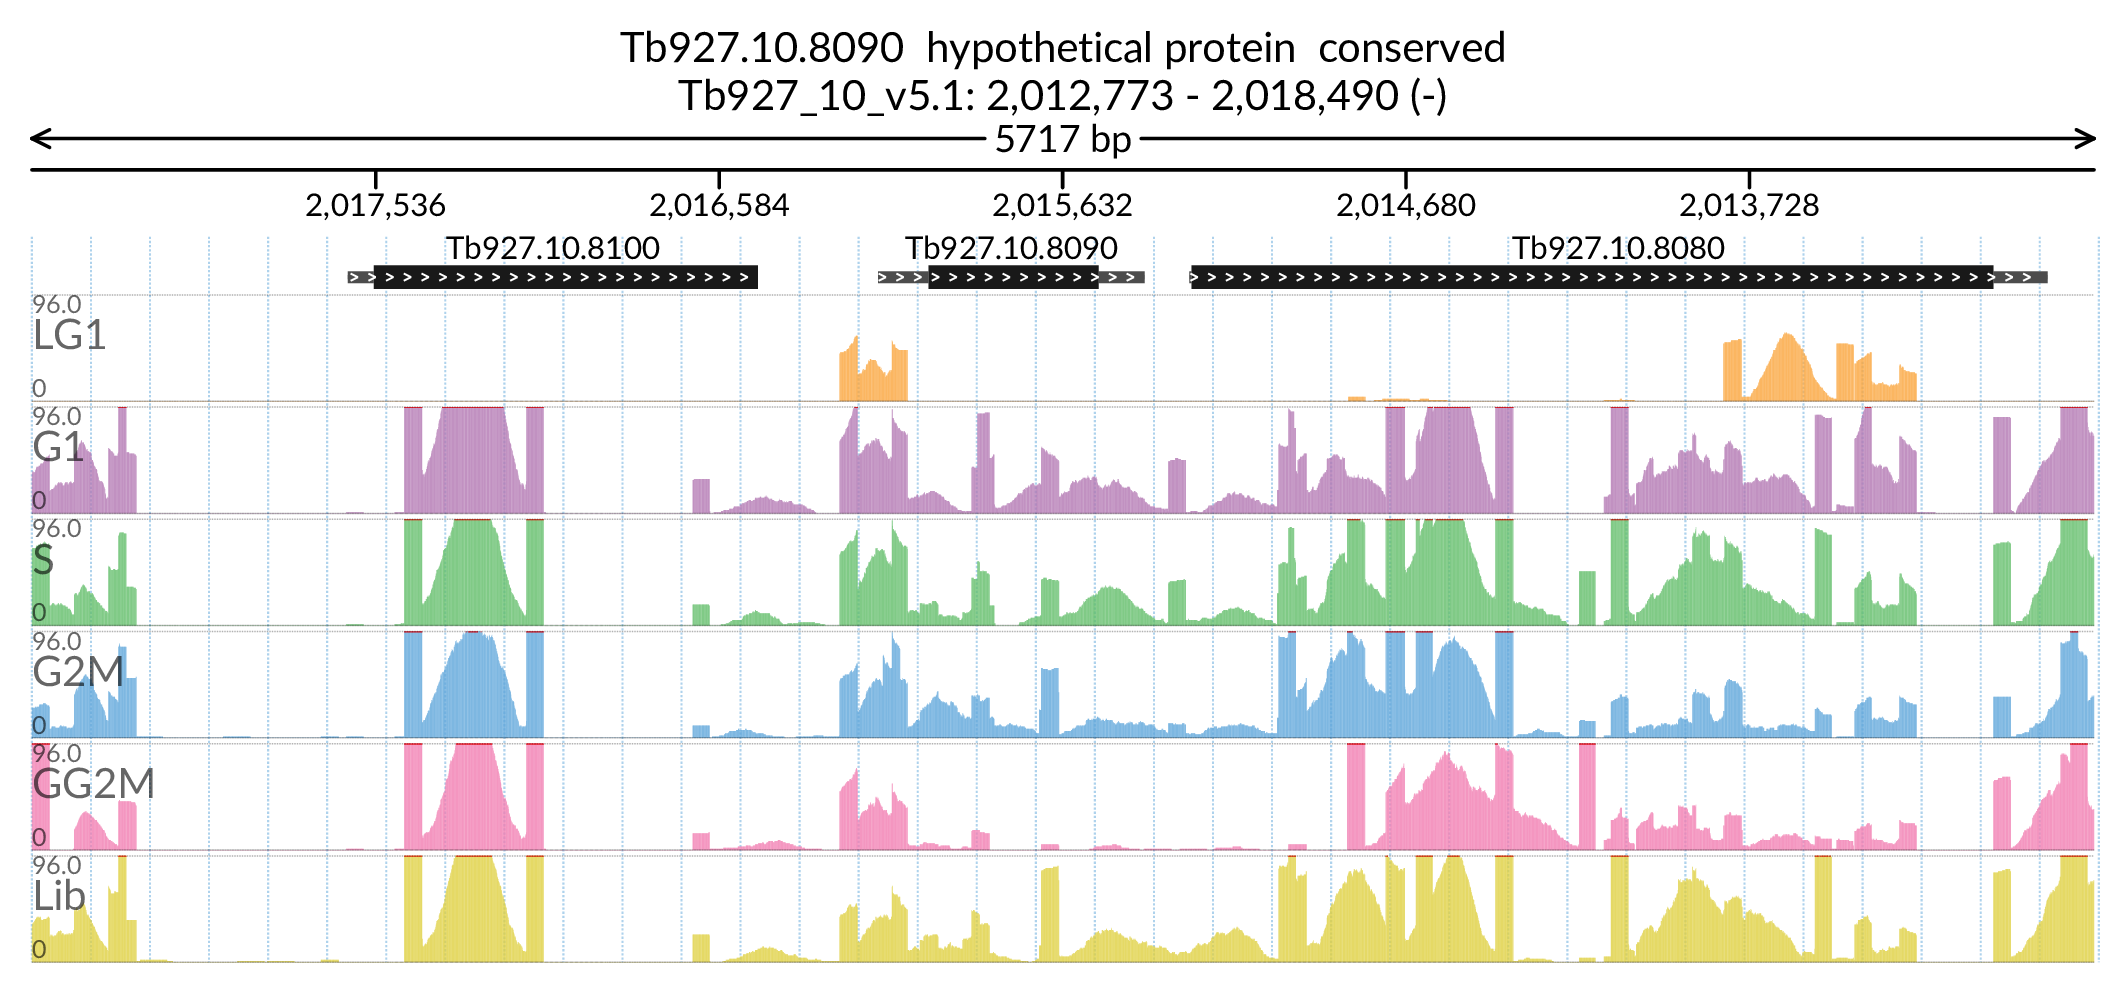 Tb927.10.8090 hypothetical protein conserved
Tb927_10_v5.1: 2,012,773 - 2,018,490 (-)
5717 bp
2,017,536 2,016,584 2,015,632 2,014,680 2,013,728
Tb927.10.8100 Tb927.10.8090 Tb927.10.8080
96.0
LG1
0
96.0
G1
0
96.0
S
0
96.0
G2M
0
96.0
GG2M
0
96.0
Lib
0